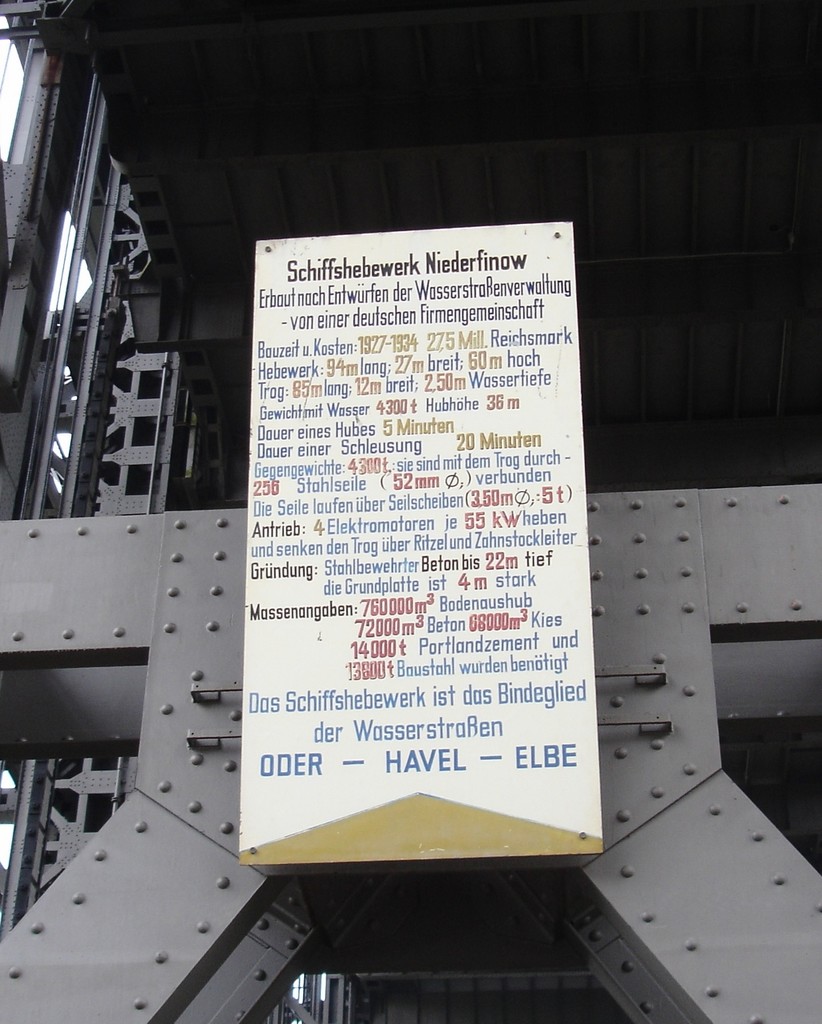 Schiffshebewerk Niederfinow
Erbaut nach Entwürfen der Wasserstraßenverwaltung
- von einer deutschen Firmengemeinschaft
Bauzeit u. Kosten: 1927-1934 27,5 Mill. Reichsmark
Hebewerk: 94m lang; 27m breit; 60m hoch
Trog: 85m lang; 12m breit; 2,50m Wassertiefe
Gewicht mit Wasser 4300t Hubhöhe 36 m
Dauer eines Hubes 5 Minuten
Dauer einer Schleusung 20 Minuten
Gegengewichte: 4300t,: sie sind mit dem Trog durch -
256 Stahlseile ( 52mm Ø,) verbunden
Die Seile laufen über Seilscheiben (3,50m Ø,: 5 t)
Antrieb: 4 Elektromotoren je 55 kW heben
und senken den Trog über Ritzel und Zahnstockleiter
Gründung: Stahlbewehrter Beton bis 22m tief
die Grundplatte ist 4 m stark
Massenangaben: 760000m³ Bodenaushub
72000m³ Beton 68000m³ Kies
14000t Portlandzement und
13800t Baustahl wurden benötigt
Das Schiffshebewerk ist das Bindeglied
der Wasserstraßen
ODER — HAVEL — ELBE